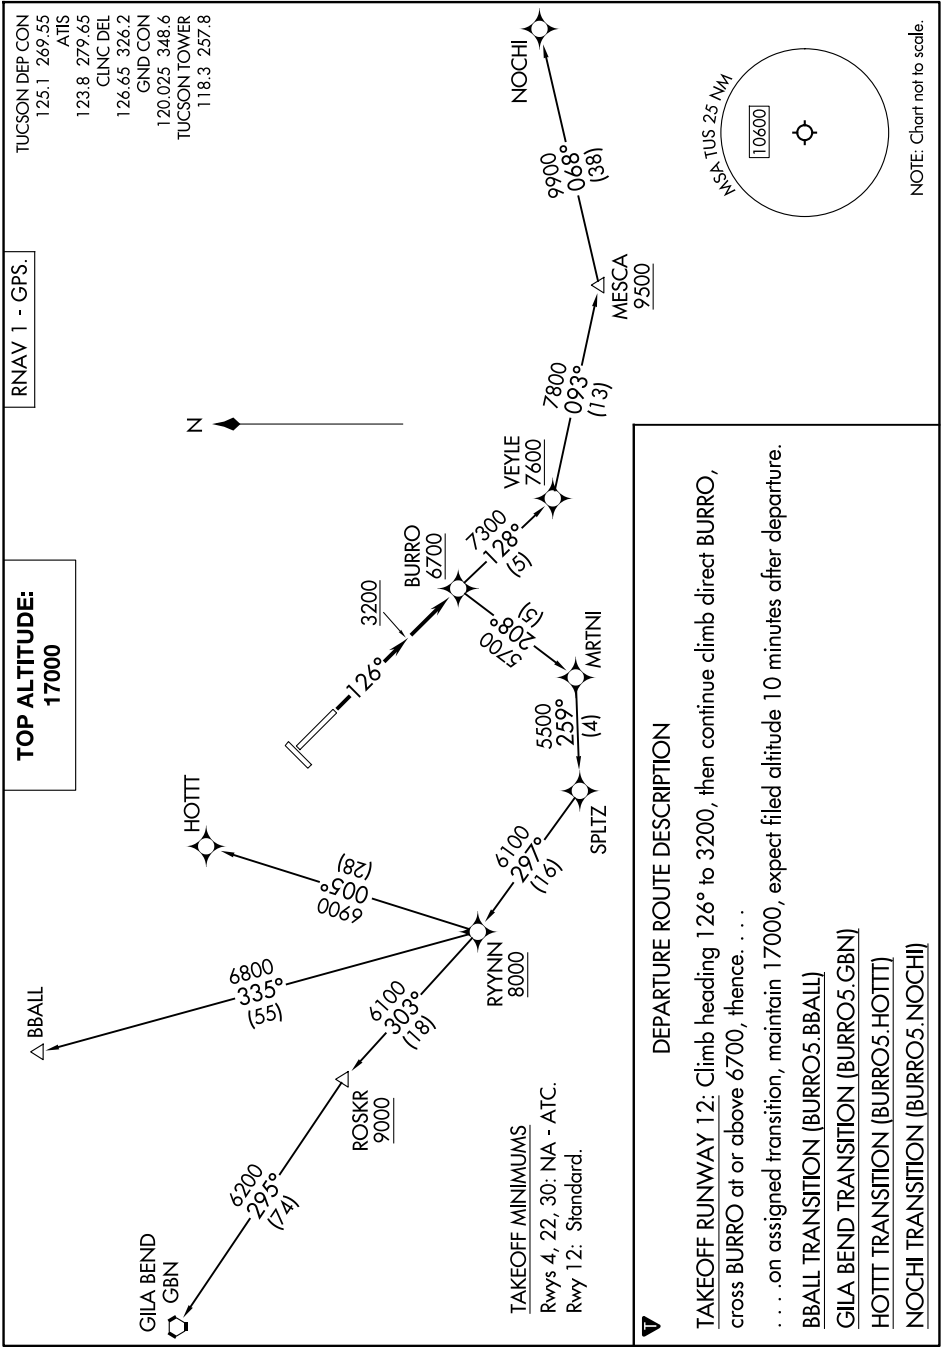 TOP ALTITUDE:
17000
RNAV 1 - GPS.
TUCSON DEP CON
125.1 269.55
ATIS
123.8 279.65
CLNC DEL
126.65 326.2
GND CON
120.025 348.6
TUCSON TOWER
118.3 257.8
N
BBALL
6800
335°
(55)
HOTTT
6900
005°
(28)
GILA BEND
GBN
6200
295°
(74)
ROSKR
9000
6100
303°
(18)
RYYNN
8000
6100
297°
(16)
SPLTZ
5500
259°
(4)
MRTNI
5700
208°
(5)
126°
3200
BURRO
6700
7300
128°
(5)
VEYLE
7600
7800
093°
(13)
MESCA
9500
9900
068°
(38)
NOCHI
MSA TUS 25 NM
10600
NOTE: Chart not to scale.
TAKEOFF MINIMUMS
Rwys 4, 22, 30: NA - ATC.
Rwy 12: Standard.
T
DEPARTURE ROUTE DESCRIPTION
TAKEOFF RUNWAY 12: Climb heading 126° to 3200, then continue climb direct BURRO,
cross BURRO at or above 6700, thence. . . .
. . . .on assigned transition, maintain 17000, expect filed altitude 10 minutes after departure.
BBALL TRANSITION (BURRO5.BBALL)
GILA BEND TRANSITION (BURRO5.GBN)
HOTTT TRANSITION (BURRO5.HOTTT)
NOCHI TRANSITION (BURRO5.NOCHI)